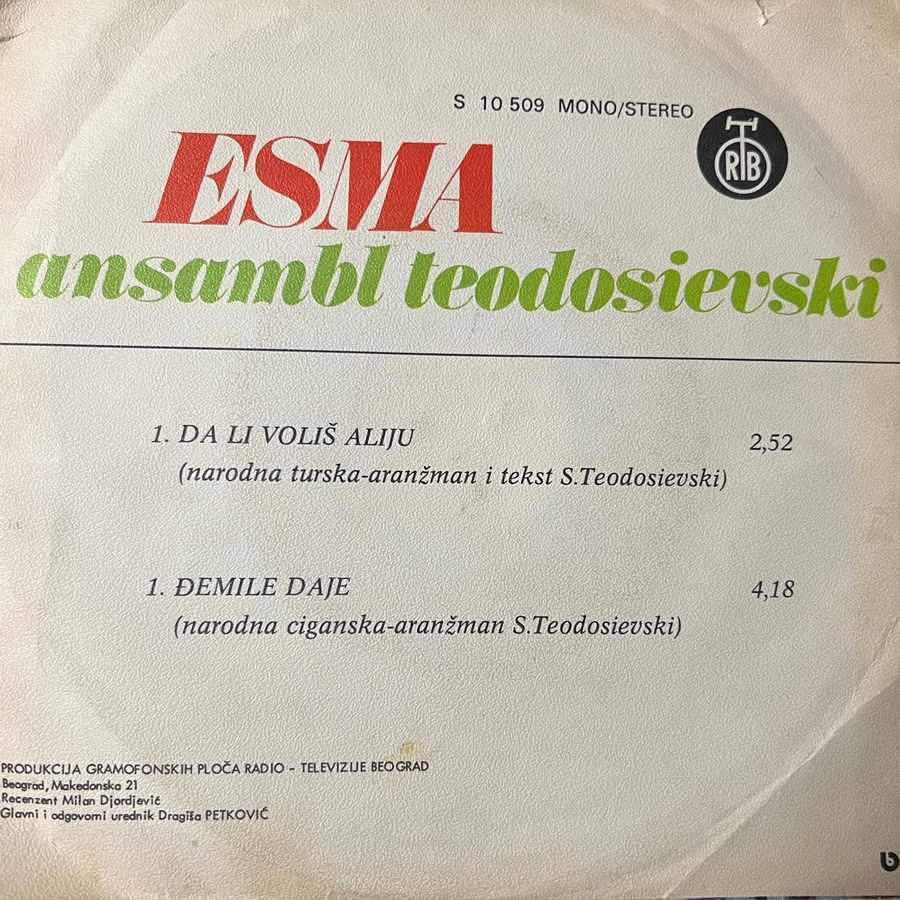 S 10 509 MONO/STEREO
RTB
ESMA
ansambl teodosievski
1. DA LI VOLIŠ ALIJU 2,52
(narodna turska-aranžman i tekst S.Teodosievski)
1. ĐEMILE DAJE 4,18
(narodna ciganska-aranžman S.Teodosievski)
PRODUKCIJA GRAMOFONSKIH PLOČA RADIO - TELEVIZIJE BEOGRAD
Beograd, Makedonska 21
Recenzent Milan Djordjević
Glavni i odgovorni urednik Dragiša PETKOVIĆ
b